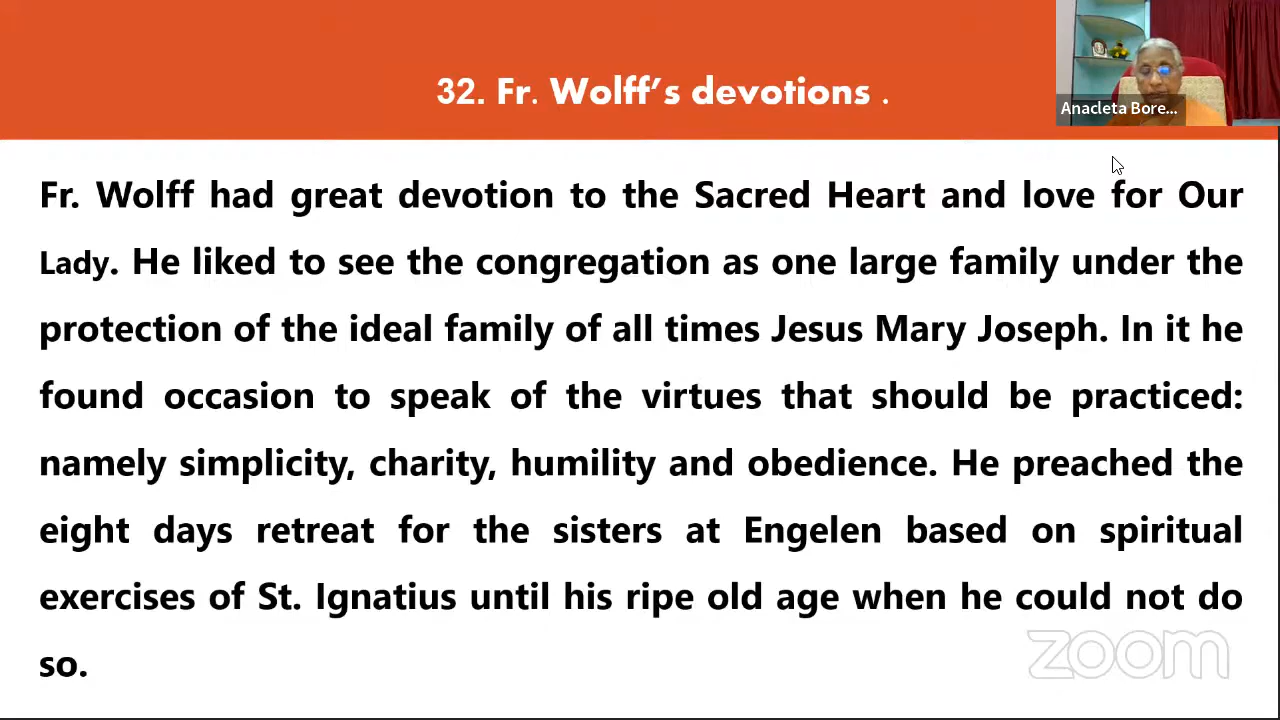 32. Fr. Wolff’s devotions .
Anacleta Bore...
Fr. Wolff had great devotion to the Sacred Heart and love for Our
Lady. He liked to see the congregation as one large family under the
protection of the ideal family of all times Jesus Mary Joseph. In it he
found occasion to speak of the virtues that should be practiced:
namely simplicity, charity, humility and obedience. He preached the
eight days retreat for the sisters at Engelen based on spiritual
exercises of St. Ignatius until his ripe old age when he could not do
so.
zoom